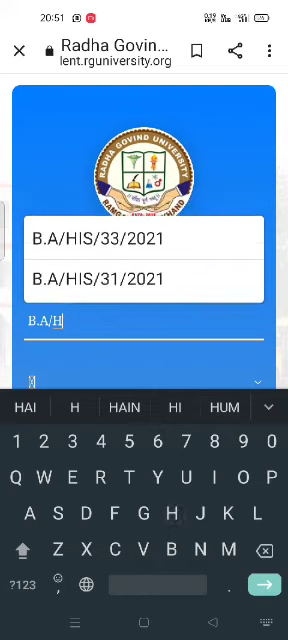 20:51
Radha Govin...
lent.rguniversity.org
RADHA GOVIND UNIVERSITY
B.A/HIS/33/2021
B.A/HIS/31/2021
B.A/H
HAI H HAIN HI HUM
1 2 3 4 5 6 7 8 9 0
Q W E R T Y U I O P
A S D F G H J K L
Z X C V B N M
?123 , .